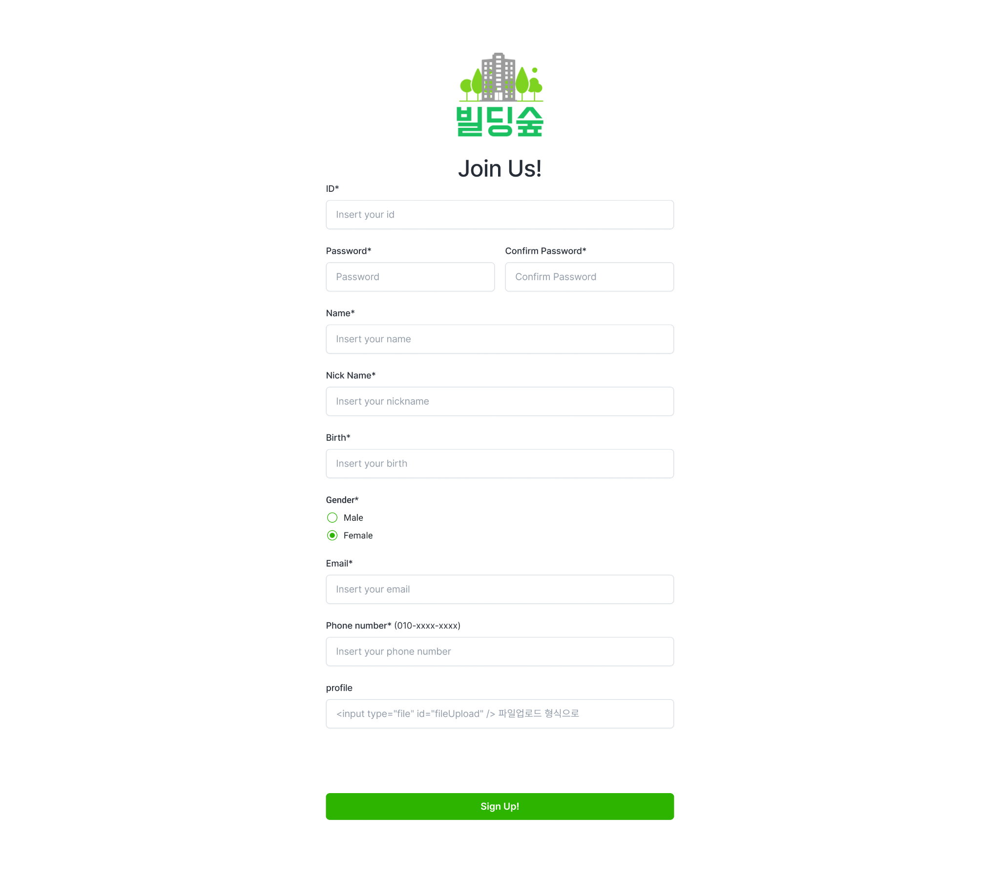 빌딩숲
Join Us!
ID*
Insert your id
Password* Confirm Password*
Password Confirm Password
Name*
Insert your name
Nick Name*
Insert your nickname
Birth*
Insert your birth
Gender*
Male
Female
Email*
Insert your email
Phone number* (010-xxxx-xxxx)
Insert your phone number
profile
<input type="file" id="fileUpload" /> 파일업로드 형식으로
Sign Up!